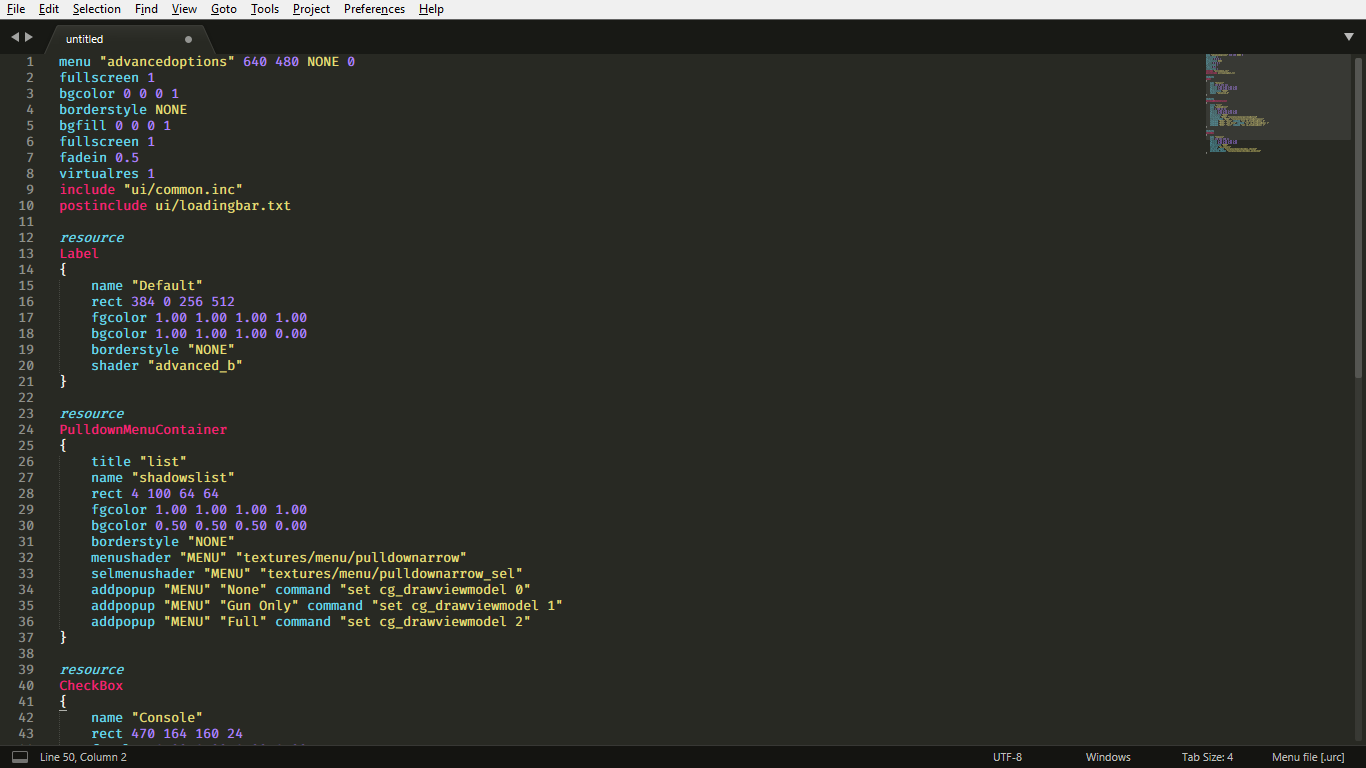 File Edit Selection Find View Goto Tools Project Preferences Help
untitled
1 menu "advancedoptions" 640 480 NONE 0
2 fullscreen 1
3 bgcolor 0 0 0 1
4 borderstyle NONE
5 bgfill 0 0 0 1
6 fullscreen 1
7 fadein 0.5
8 virtualres 1
9 include "ui/common.inc"
10 postinclude ui/loadingbar.txt
11
12 resource
13 Label
14 {
15 name "Default"
16 rect 384 0 256 512
17 fgcolor 1.00 1.00 1.00 1.00
18 bgcolor 1.00 1.00 1.00 0.00
19 borderstyle "NONE"
20 shader "advanced_b"
21 }
22
23 resource
24 PulldownMenuContainer
25 {
26 title "list"
27 name "shadowslist"
28 rect 4 100 64 64
29 fgcolor 1.00 1.00 1.00 1.00
30 bgcolor 0.50 0.50 0.50 0.00
31 borderstyle "NONE"
32 menushader "MENU" "textures/menu/pulldownarrow"
33 selmenushader "MENU" "textures/menu/pulldownarrow_sel"
34 addpopup "MENU" "None" command "set cg_drawviewmodel 0"
35 addpopup "MENU" "Gun Only" command "set cg_drawviewmodel 1"
36 addpopup "MENU" "Full" command "set cg_drawviewmodel 2"
37 }
38
39 resource
40 CheckBox
41 {
42 name "Console"
43 rect 470 164 160 24
Line 50, Column 2 UTF-8 Windows Tab Size: 4 Menu file [.urc]